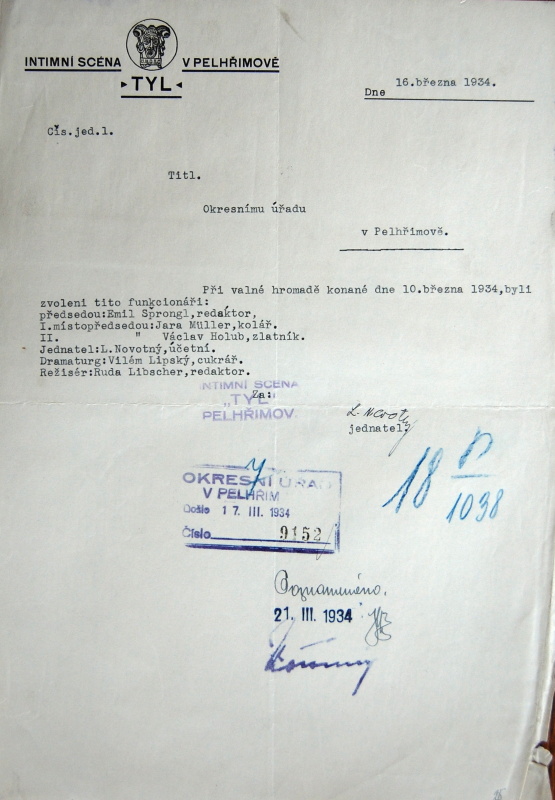 INTIMNÍ SCÉNA V PELHŘIMOVĚ
TYL
16.března 1934.
Dne
Čís.jed.1.
Titl.
Okresnímu úřadu
v Pelhřimově.
Při valné hromadě konané dne 10.března 1934,byli
zvoleni tito funkcionáři:
předsedou:Emil Šprongl,redaktor,
I.místopředsedou:Jara Müller,kolář.
II. " Václav Holub,zlatník.
Jednatel:L.Novotný,účetní.
Dramaturg:Vilém Lipský,cukrář.
Režisér:Ruda Libscher,redaktor.
Za:
INTIMNÍ SCÉNA
„TYL"
PELHŘIMOV.
L. Novotný
jednatel.
18 1038
OKRESNÍ ÚŘAD
V PELHŘIM
Došlo 17. III. 1934
Číslo 9152
Poznamenáno.
21. III. 1934